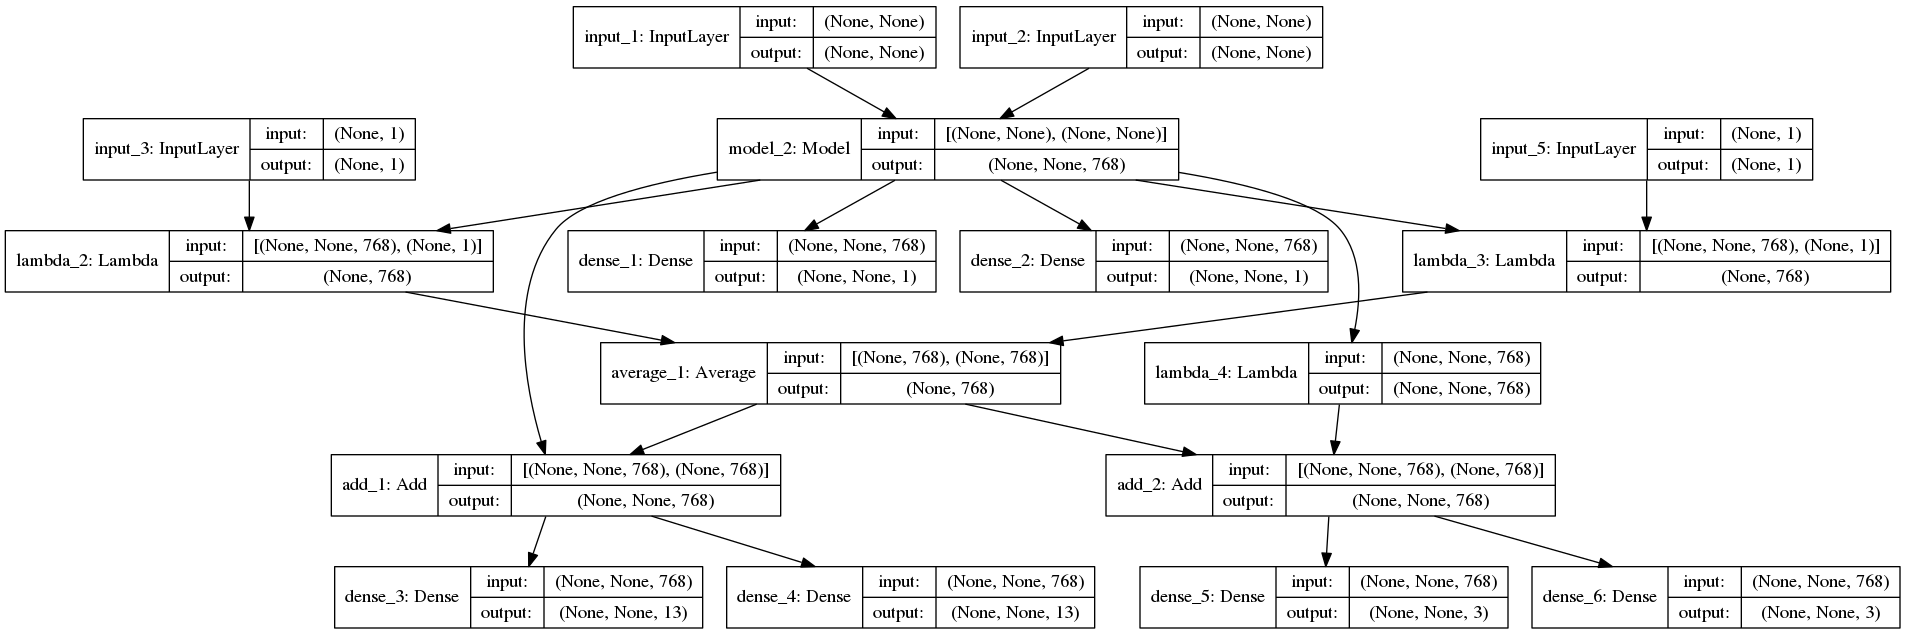 input_1: InputLayer
input:
(None, None)
output:
(None, None)
input_2: InputLayer
input:
(None, None)
output:
(None, None)
input_3: InputLayer
input:
(None, 1)
output:
(None, 1)
model_2: Model
input:
[(None, None), (None, None)]
output:
(None, None, 768)
input_5: InputLayer
input:
(None, 1)
output:
(None, 1)
lambda_2: Lambda
input:
[(None, None, 768), (None, 1)]
output:
(None, 768)
dense_1: Dense
input:
(None, None, 768)
output:
(None, None, 1)
dense_2: Dense
input:
(None, None, 768)
output:
(None, None, 1)
lambda_3: Lambda
input:
[(None, None, 768), (None, 1)]
output:
(None, 768)
average_1: Average
input:
[(None, 768), (None, 768)]
output:
(None, 768)
lambda_4: Lambda
input:
(None, None, 768)
output:
(None, None, 768)
add_1: Add
input:
[(None, None, 768), (None, 768)]
output:
(None, None, 768)
add_2: Add
input:
[(None, None, 768), (None, 768)]
output:
(None, None, 768)
dense_3: Dense
input:
(None, None, 768)
output:
(None, None, 13)
dense_4: Dense
input:
(None, None, 768)
output:
(None, None, 13)
dense_5: Dense
input:
(None, None, 768)
output:
(None, None, 3)
dense_6: Dense
input:
(None, None, 768)
output:
(None, None, 3)